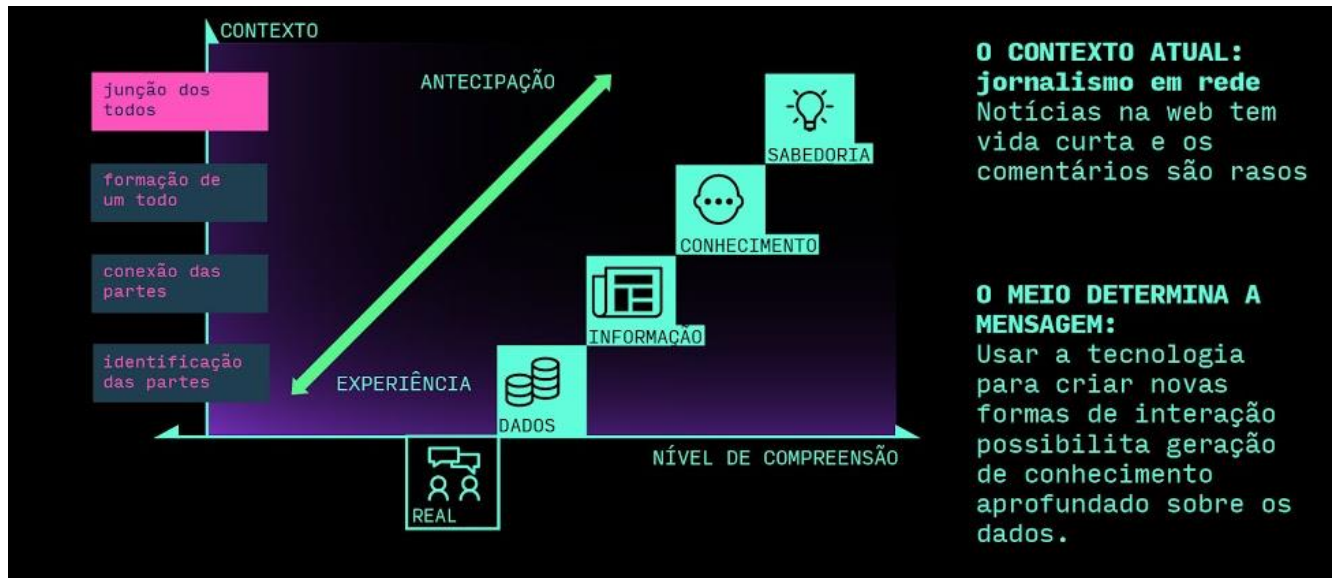 CONTEXTO
junção dos
todos
formação de
um todo
conexão das
partes
identificação
das partes
ANTECIPAÇÃO
EXPERIÊNCIA
SABEDORIA
CONHECIMENTO
INFORMAÇÃO
DADOS
REAL
NÍVEL DE COMPREENSÃO
O CONTEXTO ATUAL:
jornalismo em rede
Notícias na web tem
vida curta e os
comentários são rasos
O MEIO DETERMINA A
MENSAGEM:
Usar a tecnologia
para criar novas
formas de interação
possibilita geração
de conhecimento
aprofundado sobre os
dados.